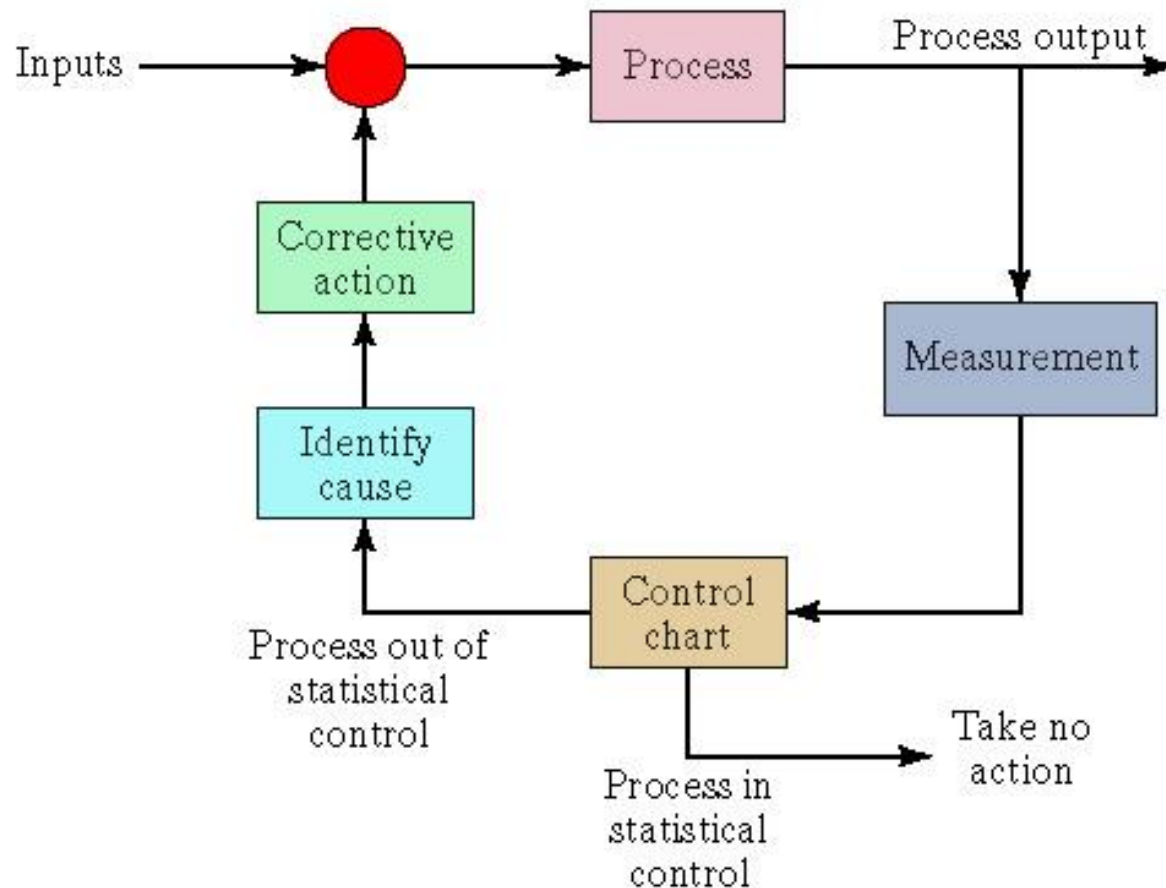 Inputs
Process
Process output
Corrective
action
Measurement
Identify
cause
Control
chart
Process out of
statistical
control
Take no
action
Process in
statistical
control